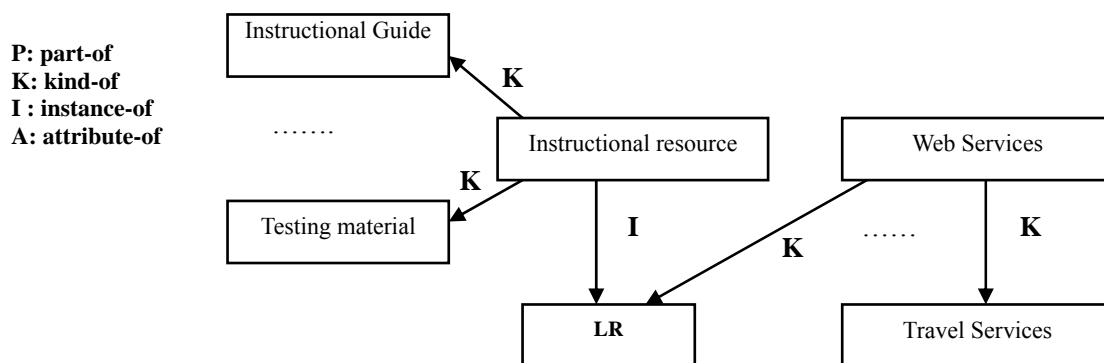 Instructional Guide
P: part-of
K: kind-of
I : instance-of
A: attribute-of
K
.......
Instructional resource
Web Services
K
Testing material
I
......
K
K
LR
Travel Services